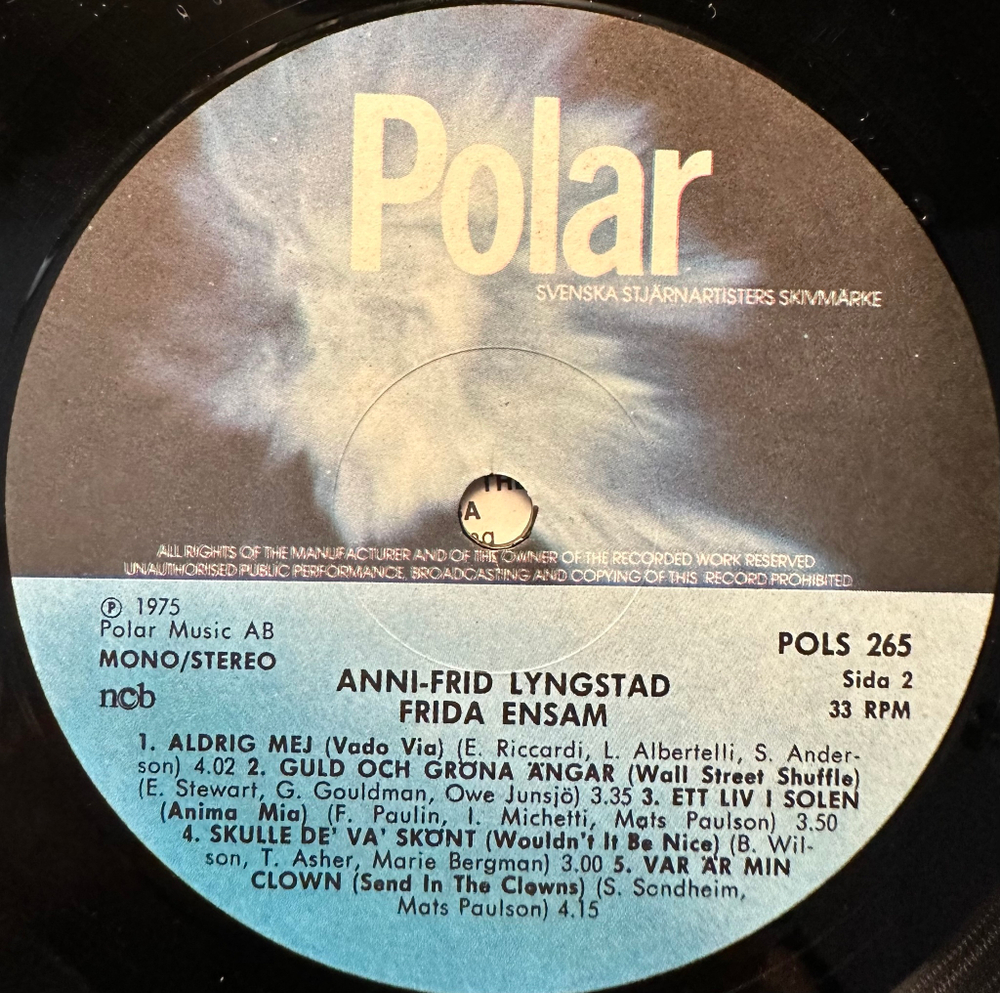 Polar
SVENSKA STJÄRNARTISTERS SKIVMÄRKE
ALL RIGHTS OF THE MANUFACTURER AND OF THE OWNER OF THE RECORDED WORK RESERVED
UNAUTHORISED PUBLIC PERFORMANCE, BROADCASTING AND COPYING OF THIS RECORD PROHIBITED
Ⓟ 1975
Polar Music AB
MONO/STEREO
ncb
POLS 265
Sida 2
33 RPM
ANNI-FRID LYNGSTAD
FRIDA ENSAM
1. ALDRIG MEJ (Vado Via) (E. Riccardi, L. Albertelli, S. Ander-
son) 4.02 2. GULD OCH GRÖNA ÄNGAR (Wall Street Shuffle)
(E. Stewart, G. Gouldman, Owe Junsjö) 3.35 3. ETT LIV I SOLEN
(Anima Mia) (F. Paulin, I. Michetti, Mats Paulson) 3.50
4. SKULLE DE' VA' SKÖNT (Wouldn't It Be Nice) (B. Wil-
son, T. Asher, Marie Bergman) 3.00 5. VAR ÄR MIN
CLOWN (Send In The Clowns) (S. Sondheim,
Mats Paulson) 4.15